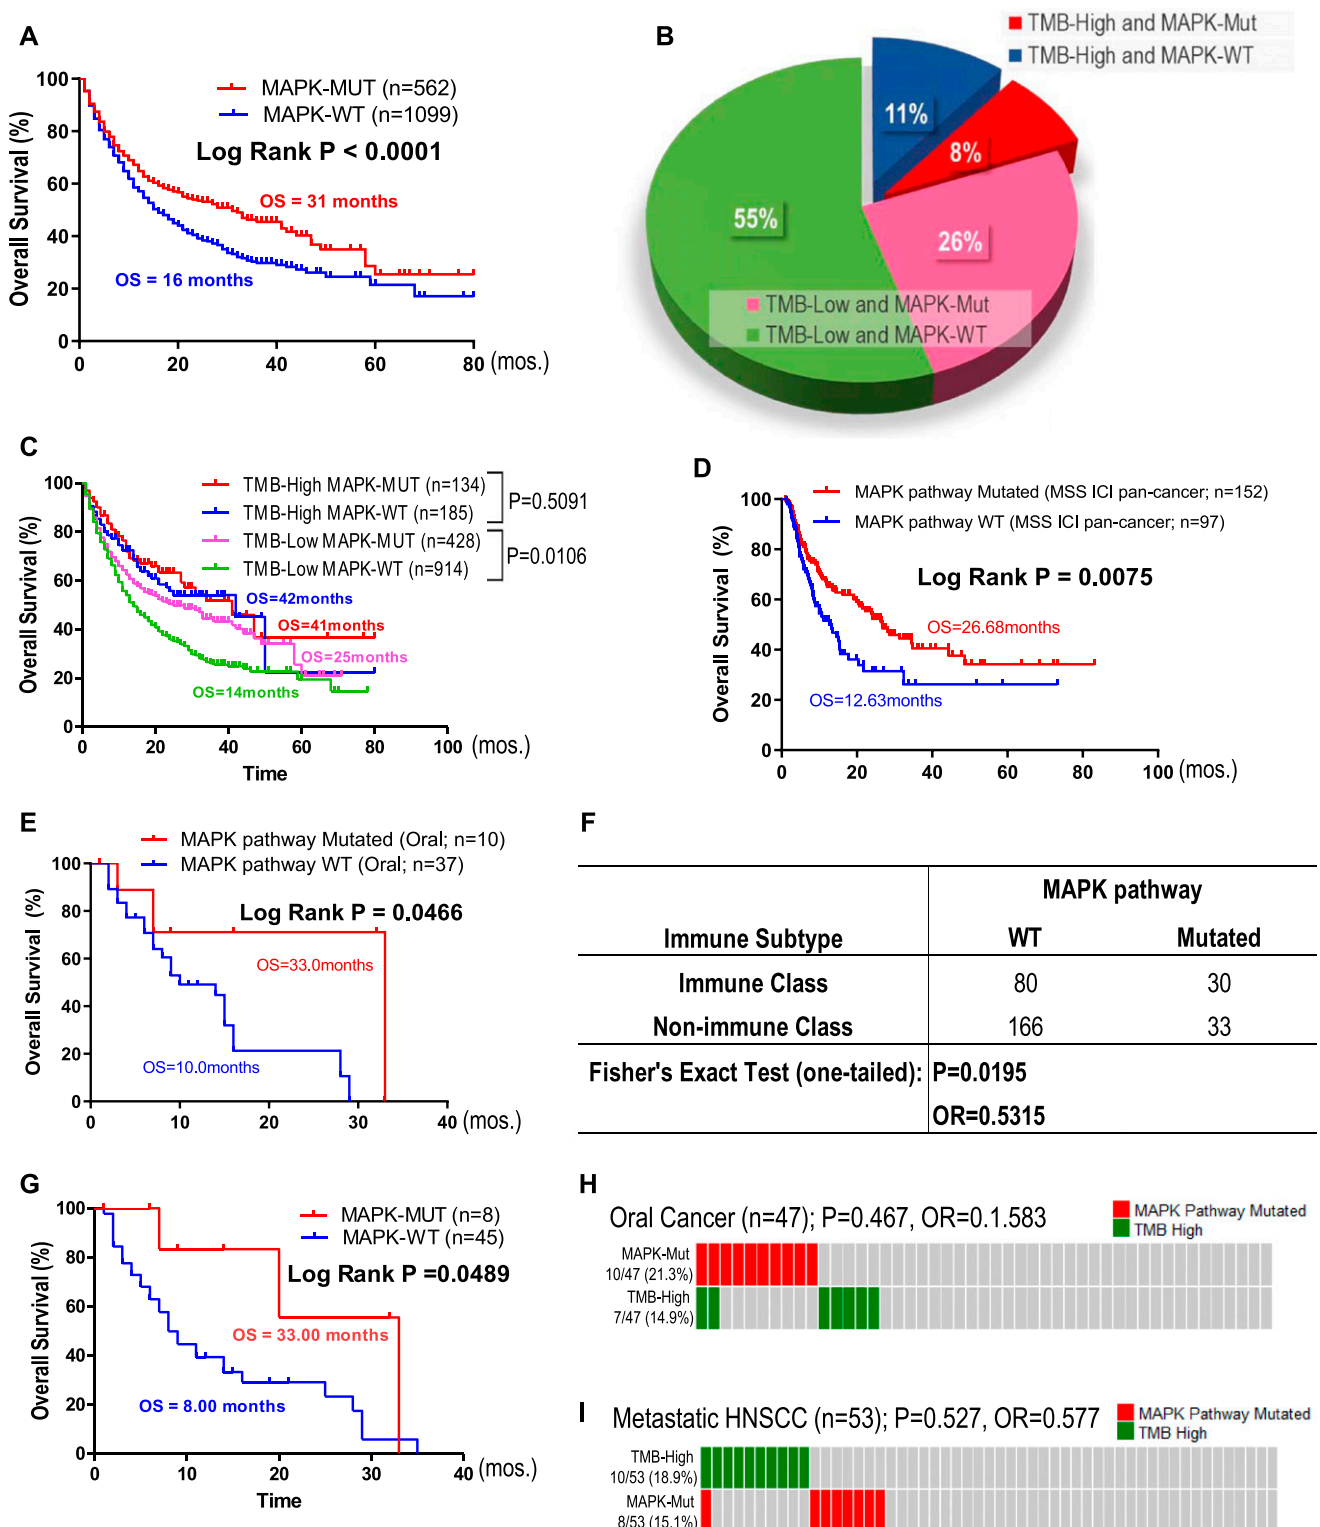 A
MAPK-MUT (n=562)
MAPK-WT (n=1099)
Log Rank P < 0.0001
OS = 31 months
OS = 16 months
Overall Survival (%)
100
80
60
40
20
0
0 20 40 60 80 (mos.)
B
TMB-High and MAPK-Mut
TMB-High and MAPK-WT
11%
8%
55%
26%
TMB-Low and MAPK-Mut
TMB-Low and MAPK-WT
C
TMB-High MAPK-MUT (n=134)
TMB-High MAPK-WT (n=185)
TMB-Low MAPK-MUT (n=428)
TMB-Low MAPK-WT (n=914)
P=0.5091
P=0.0106
OS=42months
OS=41months
OS=25months
OS=14months
Overall Survival (%)
100
80
60
40
20
0
0 20 40 60 80 100 (mos.)
Time
D
MAPK pathway Mutated (MSS ICI pan-cancer; n=152)
MAPK pathway WT (MSS ICI pan-cancer; n=97)
Log Rank P = 0.0075
OS=26.68months
OS=12.63months
Overall Survival (%)
100
80
60
40
20
0
0 20 40 60 80 100 (mos.)
E
MAPK pathway Mutated (Oral; n=10)
MAPK pathway WT (Oral; n=37)
Log Rank P = 0.0466
OS=33.0months
OS=10.0months
Overall Survival (%)
100
80
60
40
20
0
0 10 20 30 40 (mos.)
F
MAPK pathway
Immune Subtype WT Mutated
Immune Class 80 30
Non-immune Class 166 33
Fisher's Exact Test (one-tailed): P=0.0195
OR=0.5315
G
MAPK-MUT (n=8)
MAPK-WT (n=45)
Log Rank P =0.0489
OS = 33.00 months
OS = 8.00 months
Overall Survival (%)
100
80
60
40
20
0
0 10 20 30 40 (mos.)
Time
H
Oral Cancer (n=47); P=0.467, OR=0.1.583
MAPK Pathway Mutated
TMB High
MAPK-Mut
10/47 (21.3%)
TMB-High
7/47 (14.9%)
I
Metastatic HNSCC (n=53); P=0.527, OR=0.577
MAPK Pathway Mutated
TMB High
TMB-High
10/53 (18.9%)
MAPK-Mut
8/53 (15.1%)